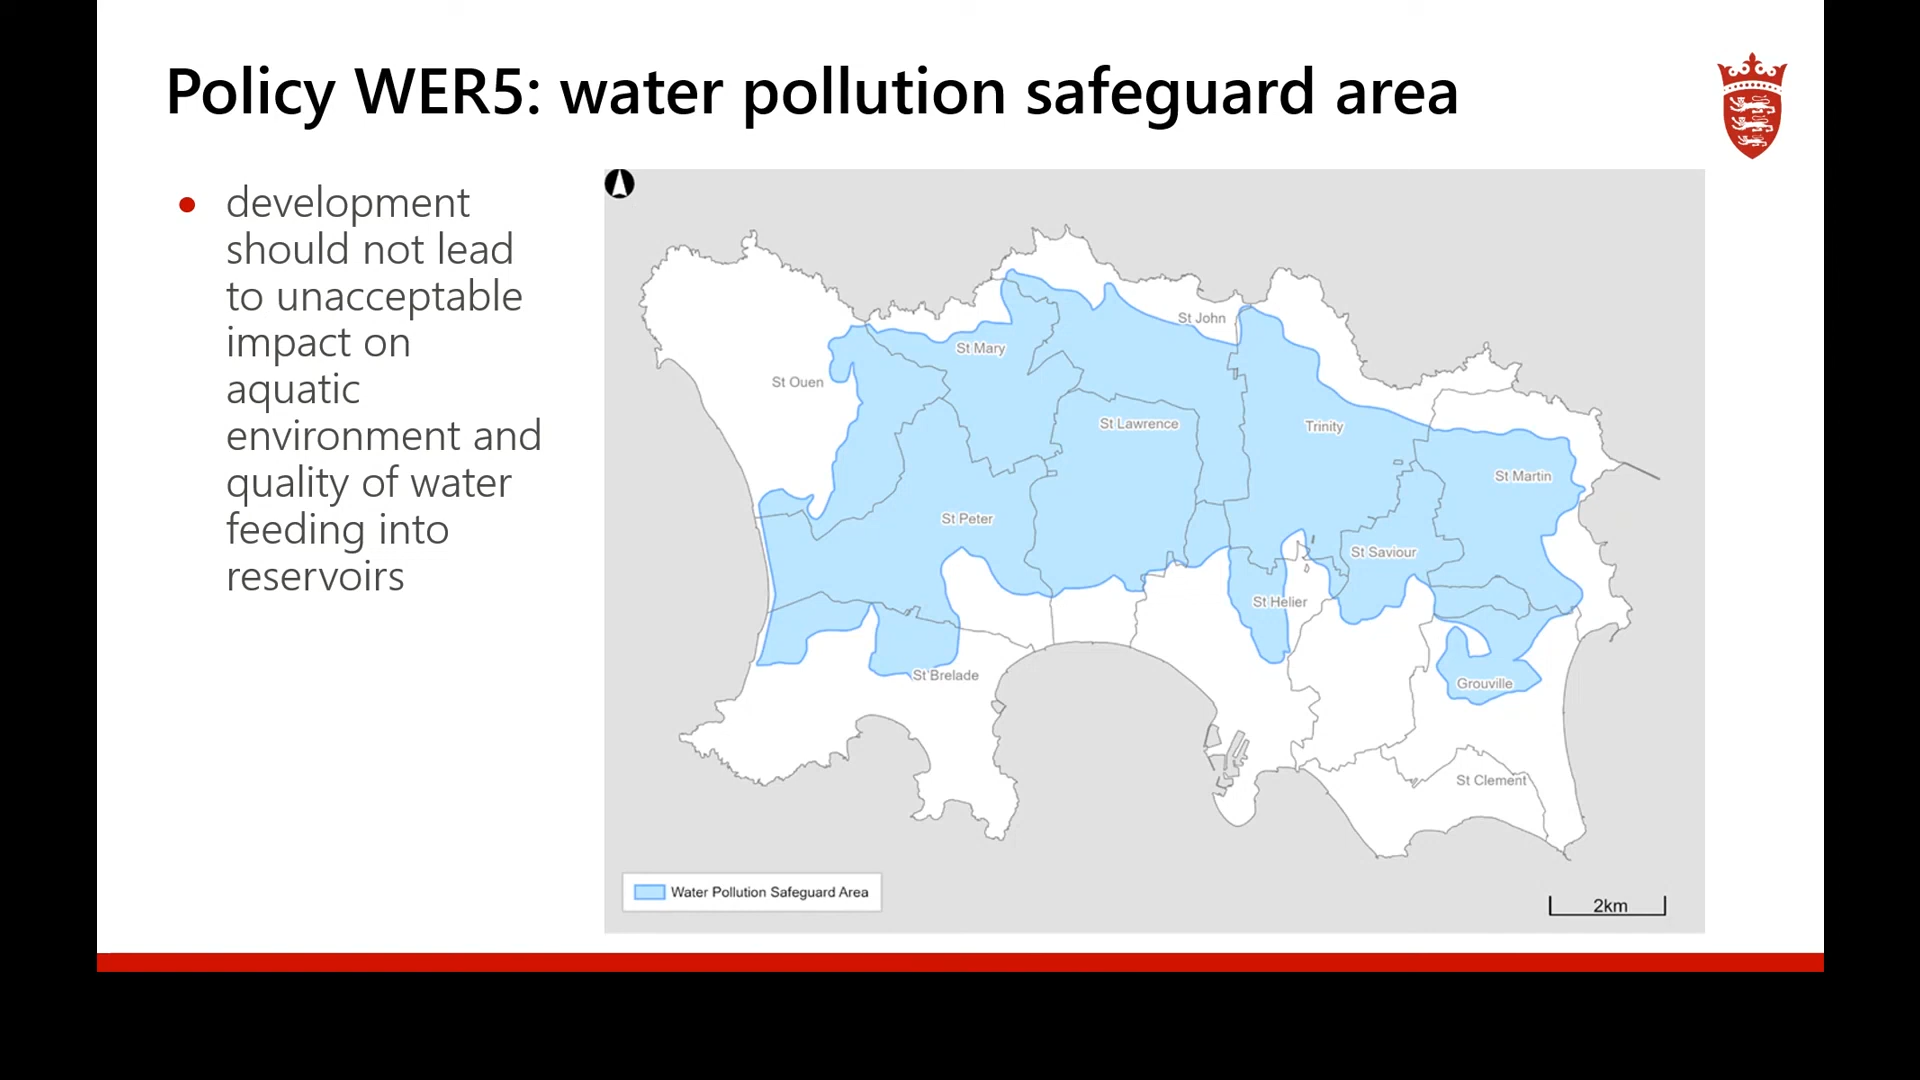 Policy WER5: water pollution safeguard area
development
should not lead
to unacceptable
impact on
aquatic
environment and
quality of water
feeding into
reservoirs
St John
St Mary
St Ouen
St Lawrence
Trinity
St Martin
St Peter
St Saviour
St Helier
St Brelade
Grouville
St Clement
Water Pollution Safeguard Area
2km